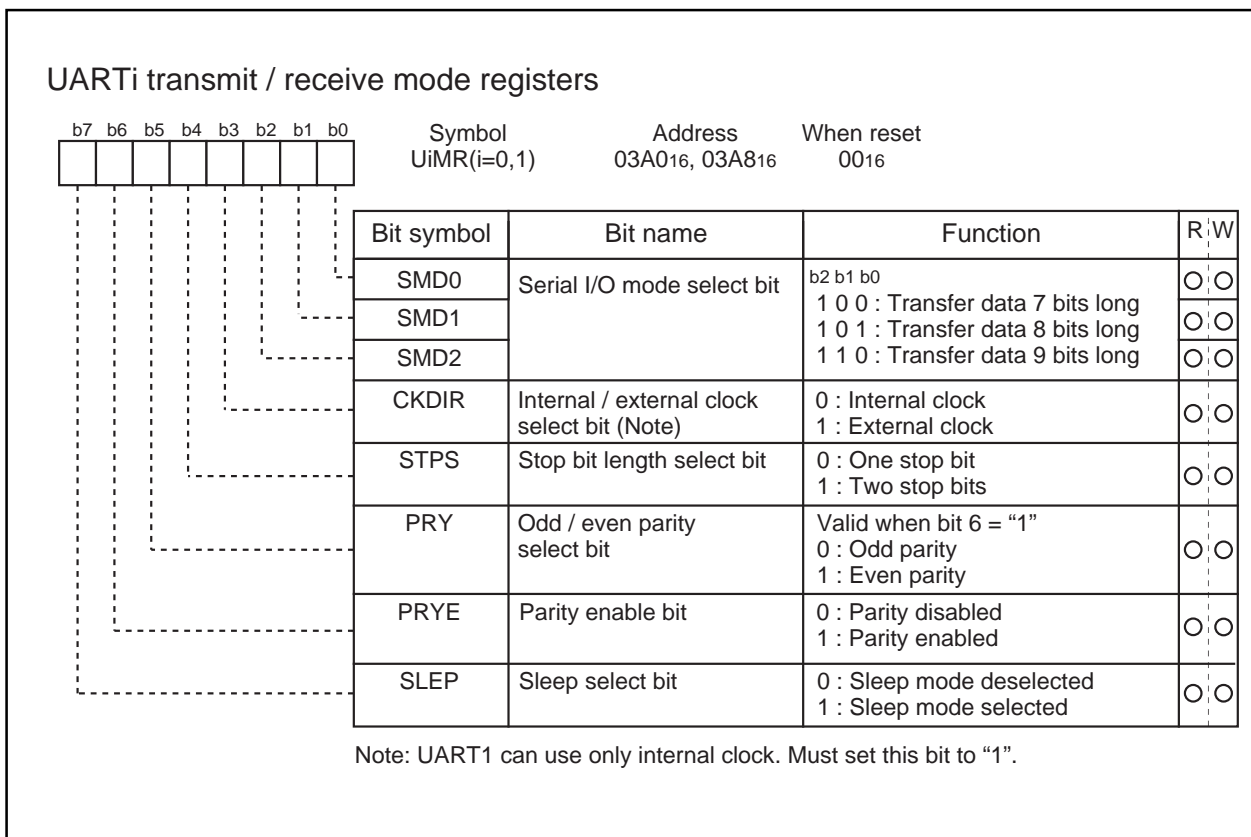 UARTi transmit / receive mode registers
b7 b6 b5 b4 b3 b2 b1 b0
Symbol Address When reset
UiMR(i=0,1) 03A016, 03A816 0016
Bit symbol Bit name Function R W
SMD0 Serial I/O mode select bit b2 b1 b0
1 0 0 : Transfer data 7 bits long
SMD1 1 0 1 : Transfer data 8 bits long
SMD2 1 1 0 : Transfer data 9 bits long
CKDIR Internal / external clock 0 : Internal clock
select bit (Note) 1 : External clock
STPS Stop bit length select bit 0 : One stop bit
1 : Two stop bits
PRY Odd / even parity Valid when bit 6 = “1”
select bit 0 : Odd parity
1 : Even parity
PRYE Parity enable bit 0 : Parity disabled
1 : Parity enabled
SLEP Sleep select bit 0 : Sleep mode deselected
1 : Sleep mode selected
Note: UART1 can use only internal clock. Must set this bit to “1”.